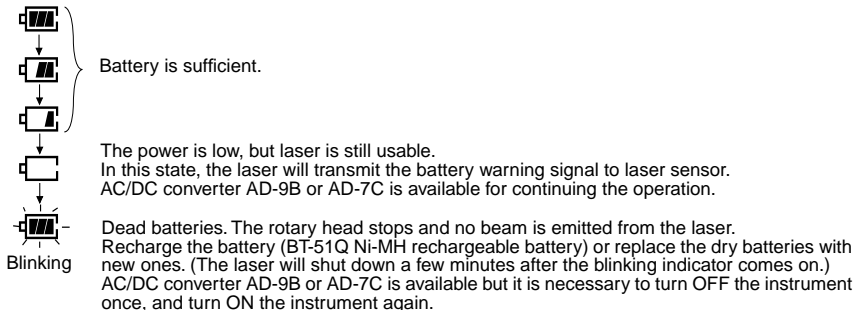 Battery is sufficient.
The power is low, but laser is still usable.
In this state, the laser will transmit the battery warning signal to laser sensor.
AC/DC converter AD-9B or AD-7C is available for continuing the operation.
Dead batteries. The rotary head stops and no beam is emitted from the laser.
Recharge the battery (BT-51Q Ni-MH rechargeable battery) or replace the dry batteries with
Blinking
new ones. (The laser will shut down a few minutes after the blinking indicator comes on.)
AC/DC converter AD-9B or AD-7C is available but it is necessary to turn OFF the instrument
once, and turn ON the instrument again.